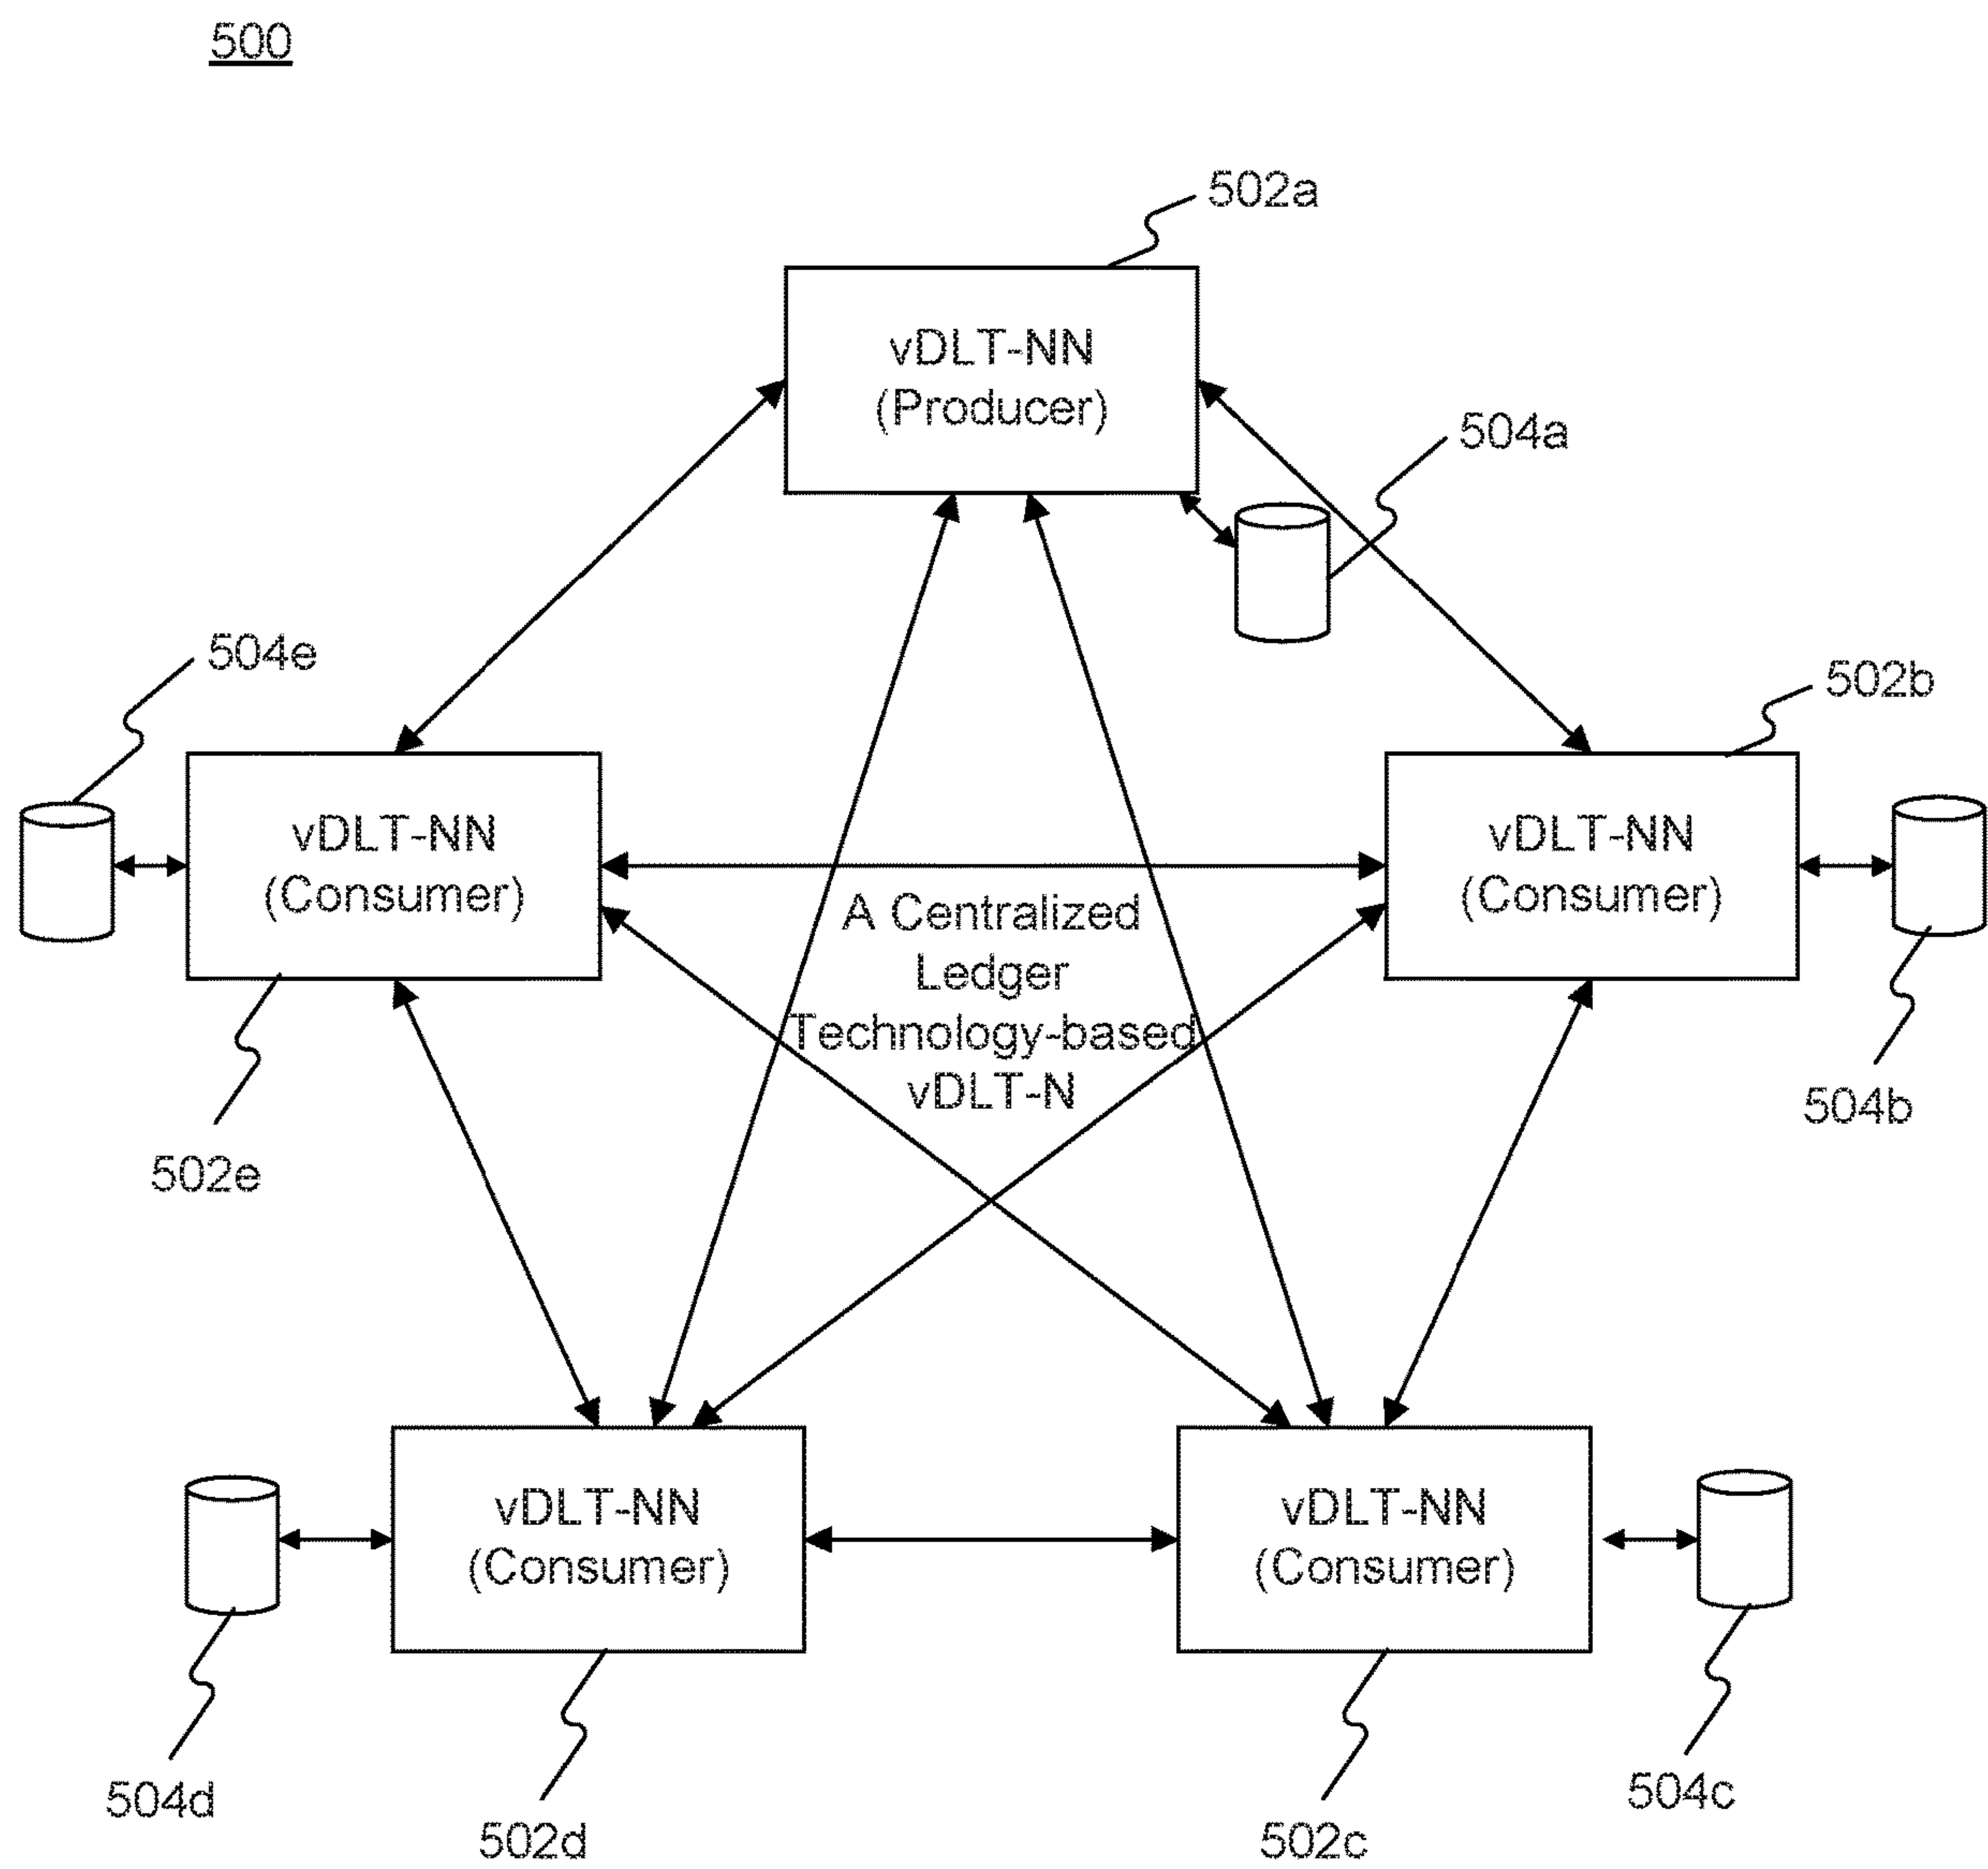 500
502a
vDLT-NN
(Producer)
504a
504e
502b
vDLT-NN
(Consumer)
vDLT-NN
(Consumer)
A Centralized
Ledger
Technology-based
vDLT-N
504b
502e
vDLT-NN
(Consumer)
vDLT-NN
(Consumer)
504d
504c
502d
502c